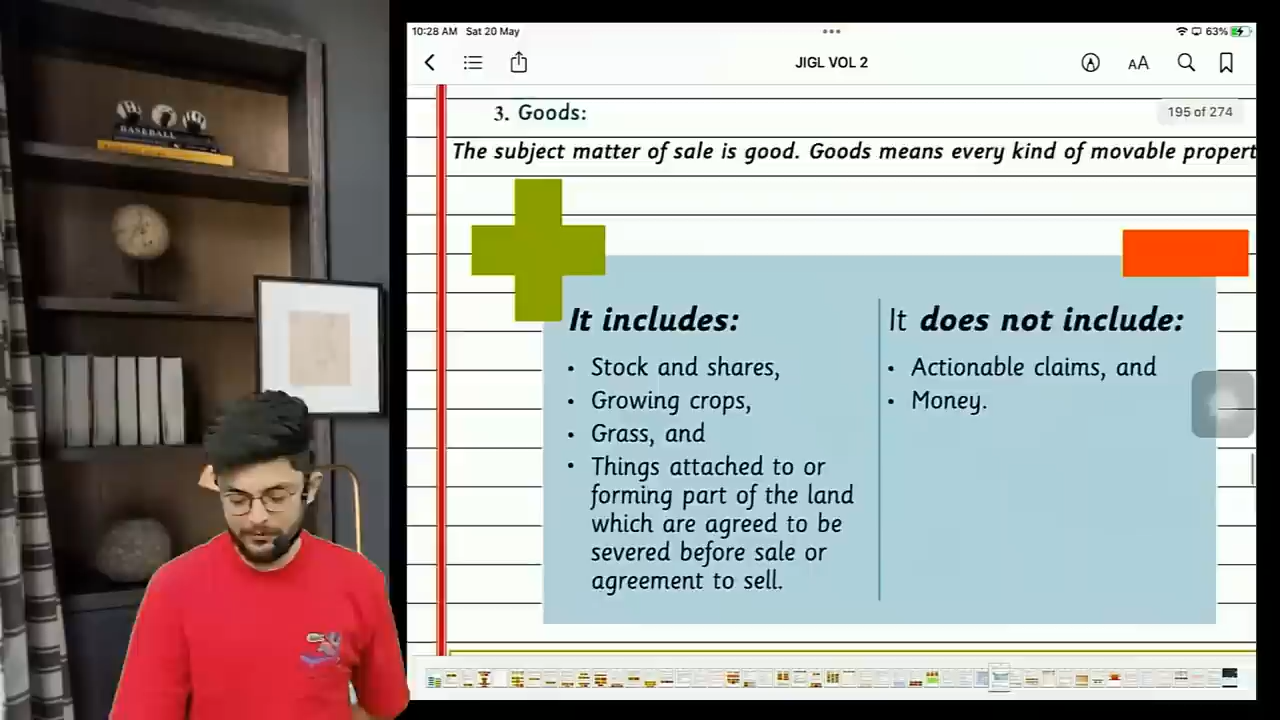 10:28 AM Sat 20 May
63%
JIGL VOL 2
AA
195 of 274
3. Goods:
The subject matter of sale is good. Goods means every kind of movable propert
It includes:
• Stock and shares,
• Growing crops,
• Grass, and
• Things attached to or
forming part of the land
which are agreed to be
severed before sale or
agreement to sell.
It does not include:
• Actionable claims, and
• Money.
BASEBALL